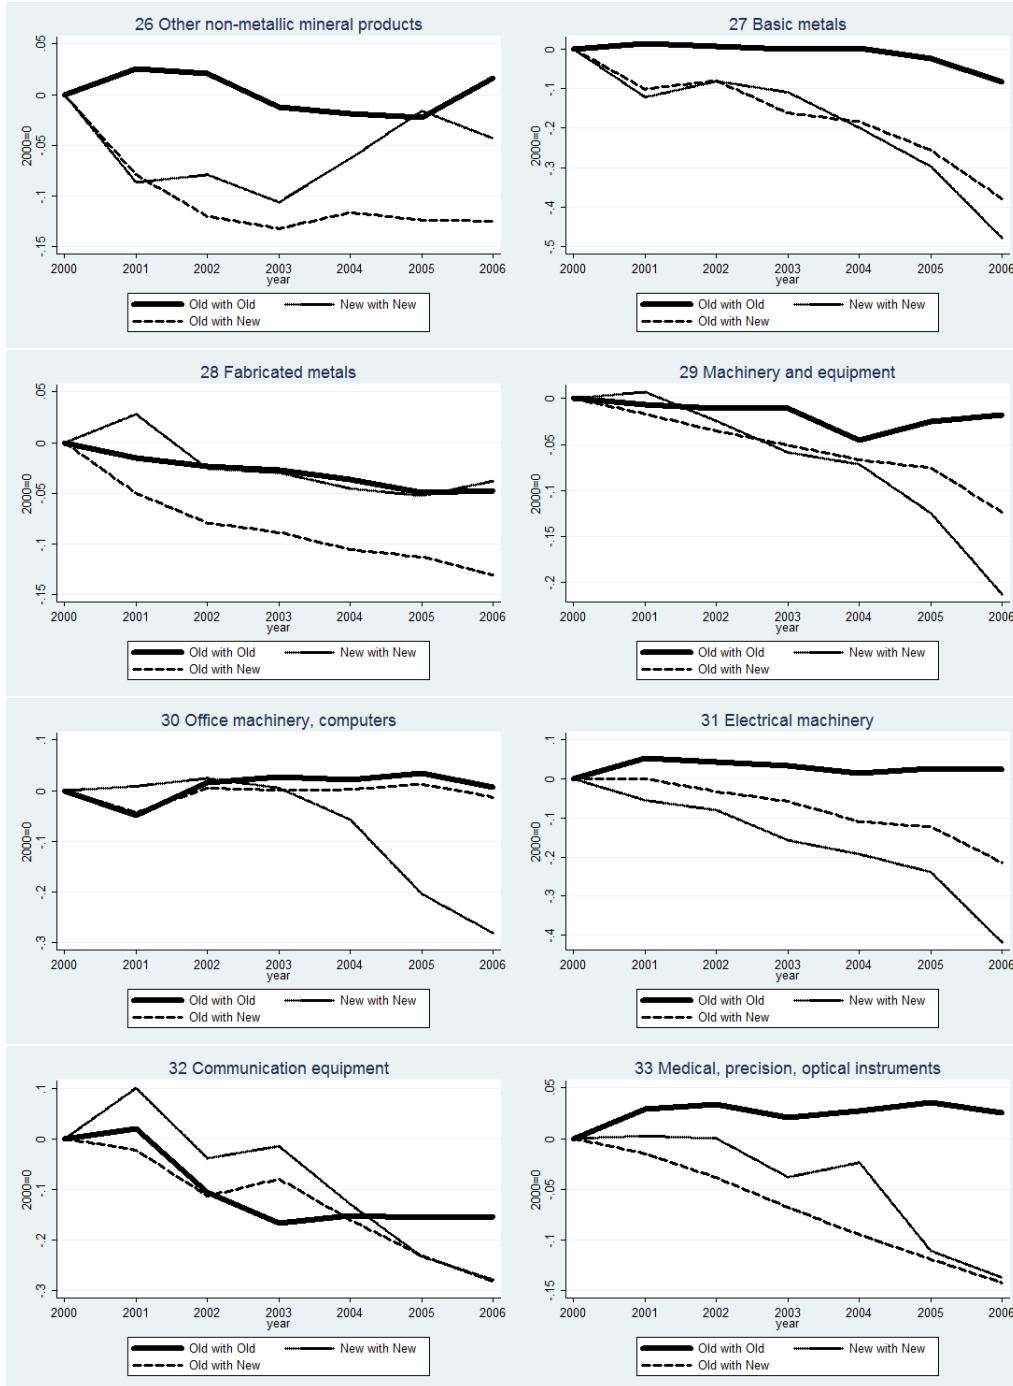 26 Other non-metallic mineral products
.05
0
-.05
-.1
-.15
2000=0
2000 2001 2002 2003 2004 2005 2006
year
Old with Old New with New
Old with New
27 Basic metals
0
-.1
-.2
-.3
-.4
-.5
2000=0
2000 2001 2002 2003 2004 2005 2006
year
Old with Old New with New
Old with New
28 Fabricated metals
.05
0
-.05
-.1
-.15
2000=0
2000 2001 2002 2003 2004 2005 2006
year
Old with Old New with New
Old with New
29 Machinery and equipment
0
-.05
-.1
-.15
-.2
2000=0
2000 2001 2002 2003 2004 2005 2006
year
Old with Old New with New
Old with New
30 Office machinery, computers
.1
0
-.1
-.2
-.3
2000=0
2000 2001 2002 2003 2004 2005 2006
year
Old with Old New with New
Old with New
31 Electrical machinery
.1
0
-.1
-.2
-.3
-.4
2000=0
2000 2001 2002 2003 2004 2005 2006
year
Old with Old New with New
Old with New
32 Communication equipment
.1
0
-.1
-.2
-.3
2000=0
2000 2001 2002 2003 2004 2005 2006
year
Old with Old New with New
Old with New
33 Medical, precision, optical instruments
.05
0
-.05
-.1
-.15
2000=0
2000 2001 2002 2003 2004 2005 2006
year
Old with Old New with New
Old with New